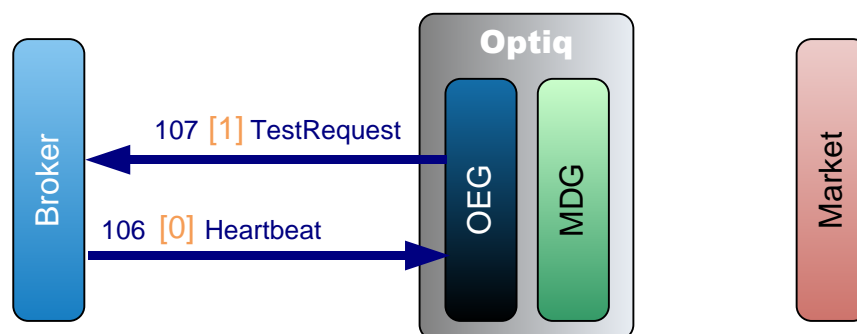 Optiq
107 [1] TestRequest
Broker
OEG
MDG
Market
106 [0] Heartbeat